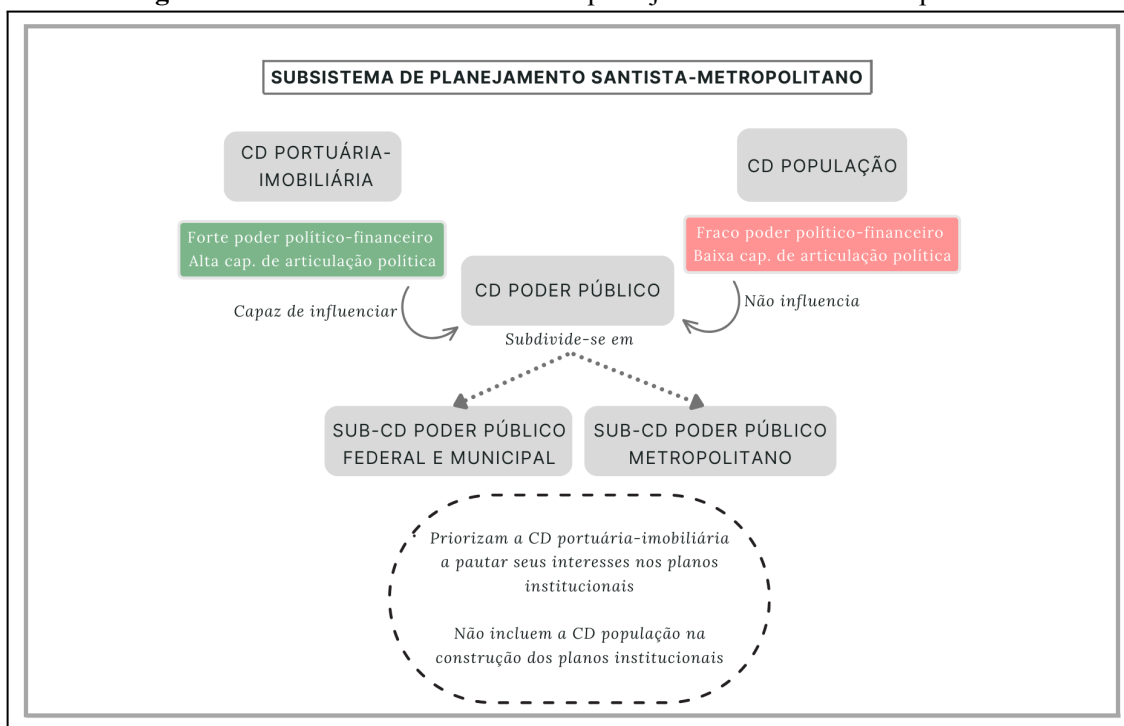 SUBSISTEMA DE PLANEJAMENTO SANTISTA-METROPOLITANO
CD PORTUÁRIA-
IMOBILIÁRIA
CD POPULAÇÃO
Forte poder político-financeiro
Alta cap. de articulação política
Fraco poder político-financeiro
Baixa cap. de articulação política
CD PODER PÚBLICO
Capaz de influenciar
Não influencia
Subdivide-se em
SUB-CD PODER PÚBLICO
FEDERAL E MUNICIPAL
SUB-CD PODER PÚBLICO
METROPOLITANO
Priorizam a CD portuária-imobiliária
a pautar seus interesses nos planos
institucionais
Não incluem a CD população na
construção dos planos institucionais